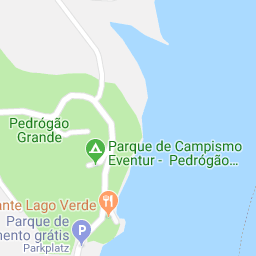 Pedrógão
Grande
Parque de Campismo
Eventur - Pedrógão...
ante Lago Verde
Parque de
mento grátis
Parkplatz